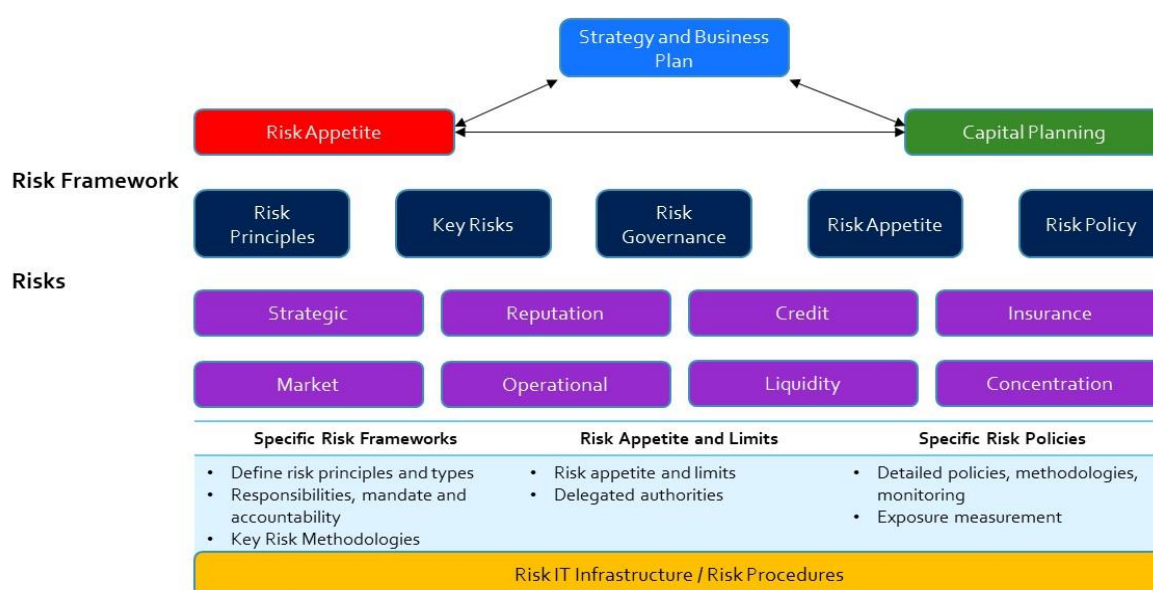 Strategy and Business
Plan
Risk Appetite
Capital Planning
Risk Framework
Risk
Principles
Key Risks
Risk
Governance
Risk Appetite
Risk Policy
Risks
Strategic
Reputation
Credit
Insurance
Market
Operational
Liquidity
Concentration
Specific Risk Frameworks
• Define risk principles and types
• Responsibilities, mandate and
accountability
• Key Risk Methodologies
Risk Appetite and Limits
• Risk appetite and limits
• Delegated authorities
Specific Risk Policies
• Detailed policies, methodologies,
monitoring
• Exposure measurement
Risk IT Infrastructure / Risk Procedures